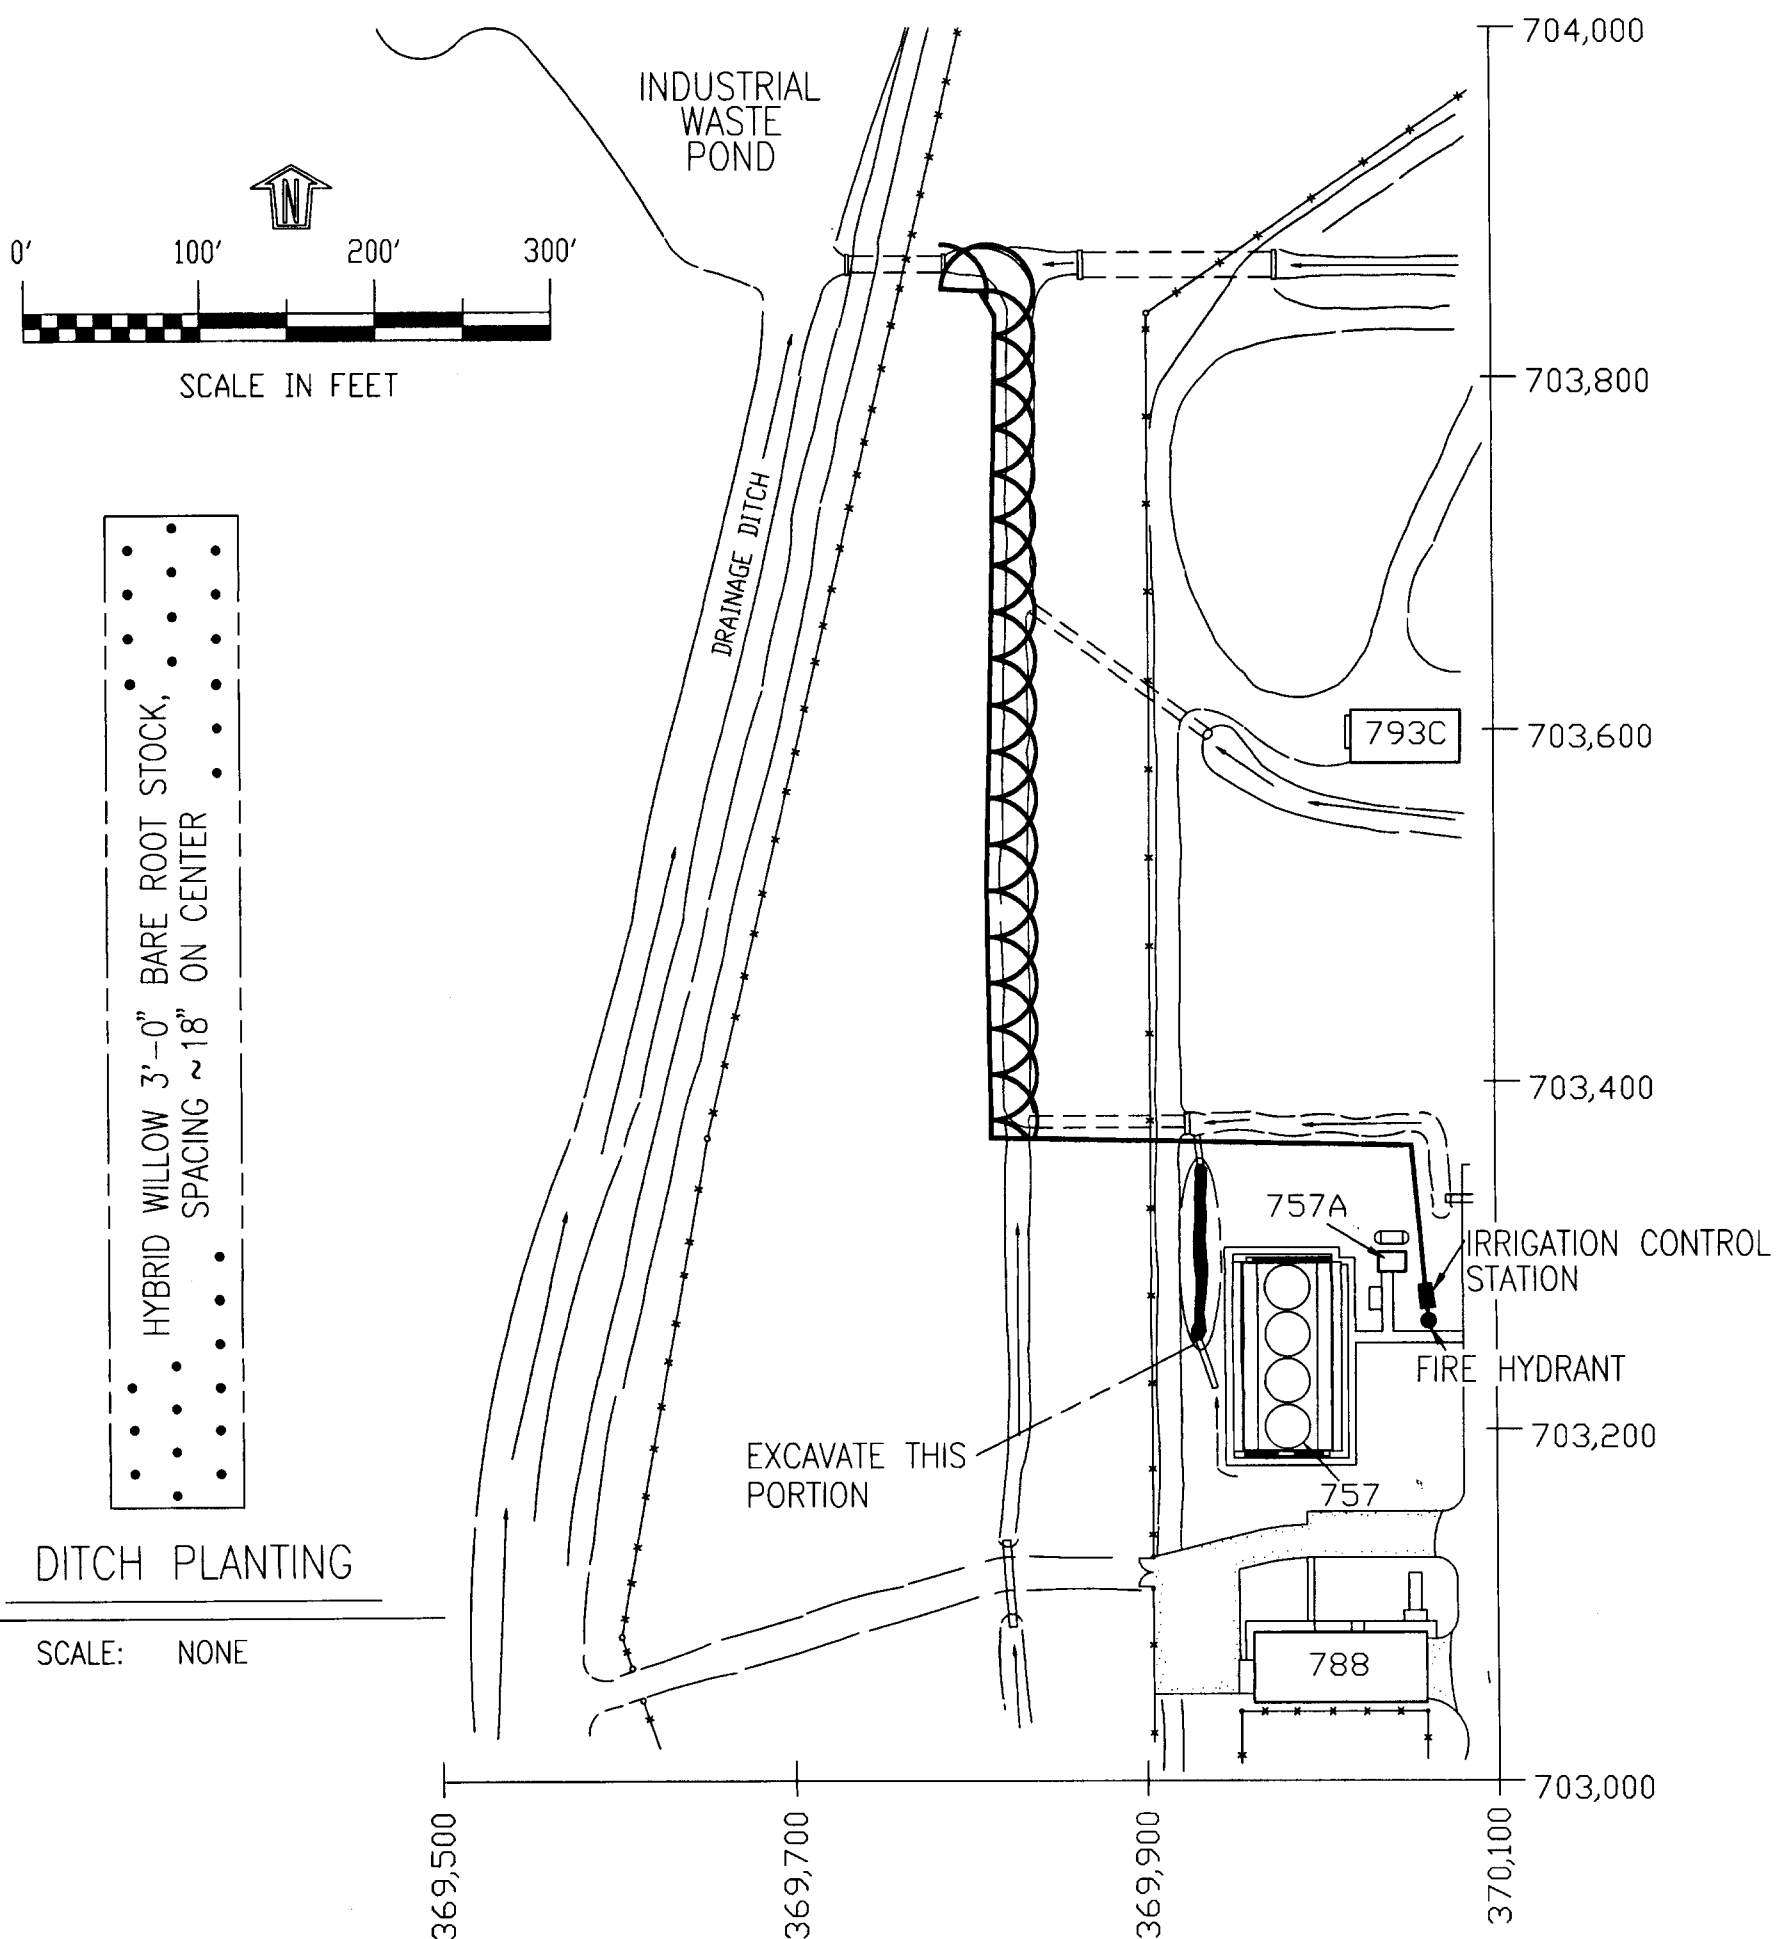 704,000
INDUSTRIAL
WASTE
POND
N
0' 100' 200' 300'
SCALE IN FEET
703,800
DRAINAGE DITCH
HYBRID WILLOW 3'-0" BARE ROOT STOCK,
SPACING ~18" ON CENTER
793C
703,600
703,400
757A
IRRIGATION CONTROL
STATION
FIRE HYDRANT
703,200
EXCAVATE THIS
PORTION
757
DITCH PLANTING
SCALE: NONE
788
703,000
369,500
369,700
369,900
370,100